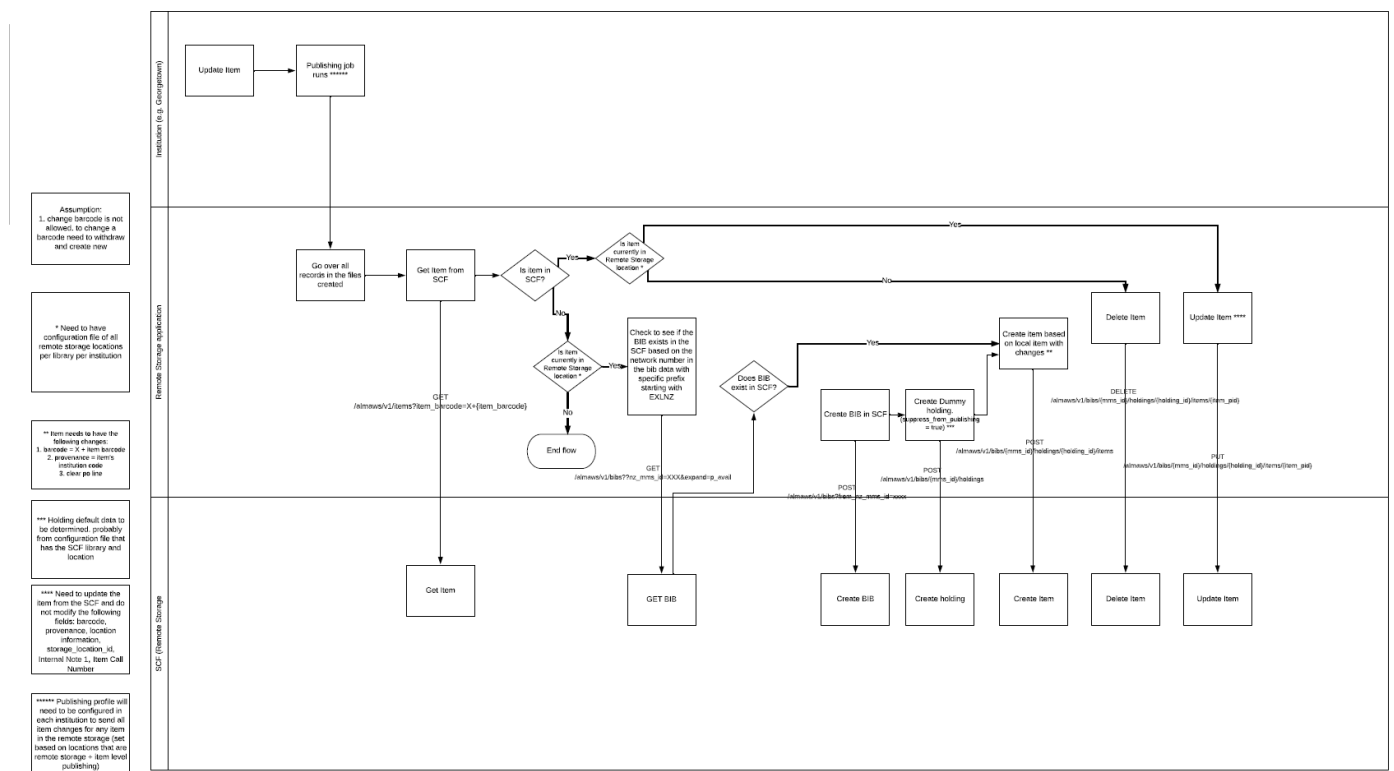 Institution (e.g. Georgetown)
Update Item
Publishing job
runs ******
Assumption:
1. change barcode is not
allowed. to change a
barcode need to withdraw
and create new
* Need to have
configuration file of all
remote storage locations
per library per institution
** Item needs to have the
following changes:
1. barcode = X + item barcode
2. provenance = item's
institution code
3. clear po line
*** Holding default data to
be determined. probably
from configuration file that
has the SCF library and
location
**** Need to update the
item from the SCF and do
not modify the following
fields: barcode,
provenance, location
information,
storage_location_id,
Internal Note 1, Item Call
Number
****** Publishing profile will
need to be configured in
each institution to send all
item changes for any item
in the remote storage (set
based on locations that are
remote storage + item level
publishing)
Remote Storage application
Go over all
records in the files
created
Get Item from
SCF
Is item in
SCF?
Yes
Is item
currently in
Remote Storage
location *
Yes
No
No
Is item
currently in
Remote Storage
location *
Yes
No
End flow
Check to see if the
BIB exists in the
SCF based on the
network number in
the bib data with
specific prefix
starting with
EXLNZ
Does BIB
exist in SCF?
Yes
Create BIB in SCF
Create Dummy
holding.
(suppress_from_publishing
= true) ***
Create item based
on local item with
changes **
Delete Item
Update Item ****
GET
/almaws/v1/items?item_barcode=X+{item_barcode}
GET
/almaws/v1/bibs??nz_mms_id=XXX&expand=p_avail
POST
/almaws/v1/bibs?from_nz_mms_id=xxxx
POST
/almaws/v1/bibs/{mms_id}/holdings
POST
/almaws/v1/bibs/{mms_id}/holdings/{holding_id}/items
DELETE
/almaws/v1/bibs/{mms_id}/holdings/{holding_id}/items/{item_pid}
PUT
/almaws/v1/bibs/{mms_id}/holdings/{holding_id}/items/{item_pid}
SCF (Remote Storage
Get Item
GET BIB
Create BIB
Create holding
Create Item
Delete Item
Update Item